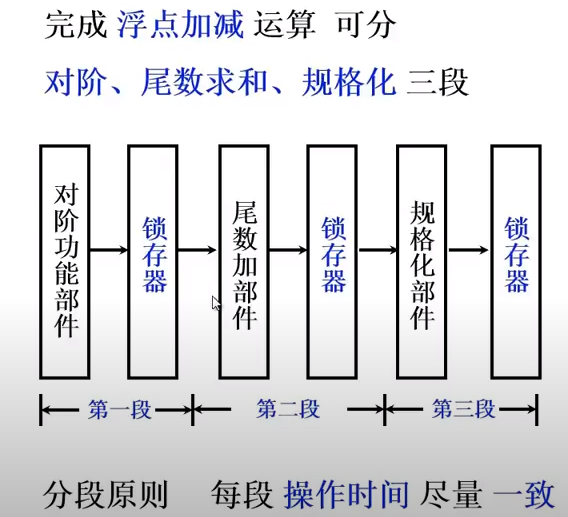 完成 浮点加减 运算 可分
对阶、尾数求和、规格化 三段
对阶功能部件
锁存器
尾数加部件
锁存器
规格化部件
锁存器
第一段
第二段
第三段
分段原则 每段 操作时间 尽量 一致